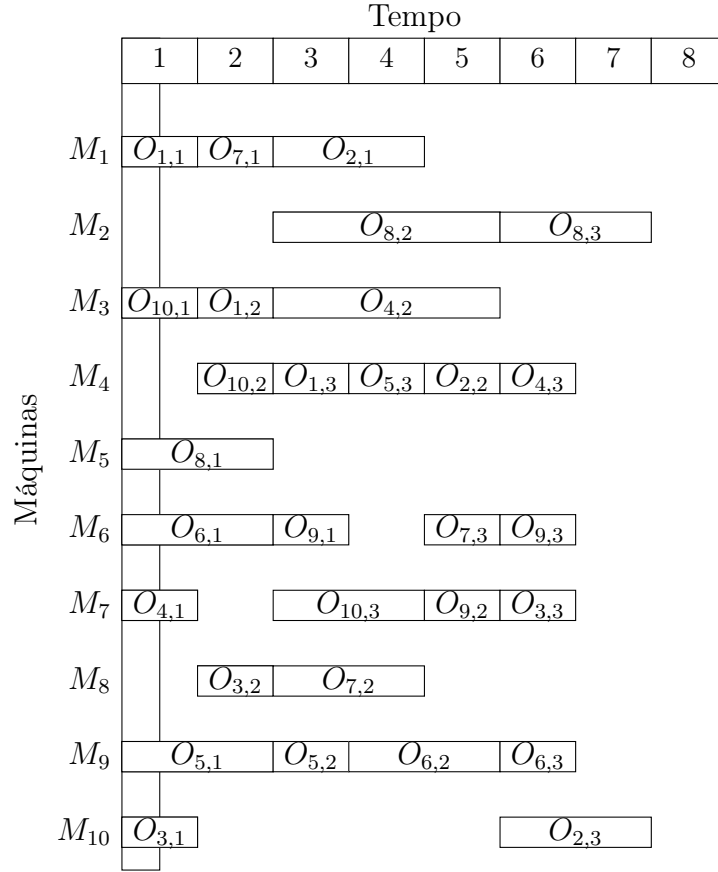 Tempo
1 2 3 4 5 6 7 8
Máquinas
M₁ O₁,₁ O₇,₁ O₂,₁
M₂ O₈,₂ O₈,₃
M₃ O₁₀,₁ O₁,₂ O₄,₂
M₄ O₁₀,₂ O₁,₃ O₅,₃ O₂,₂ O₄,₃
M₅ O₈,₁
M₆ O₆,₁ O₉,₁ O₇,₃ O₉,₃
M₇ O₄,₁ O₁₀,₃ O₉,₂ O₃,₃
M₈ O₃,₂ O₇,₂
M₉ O₅,₁ O₅,₂ O₆,₂ O₆,₃
M₁₀ O₃,₁ O₂,₃